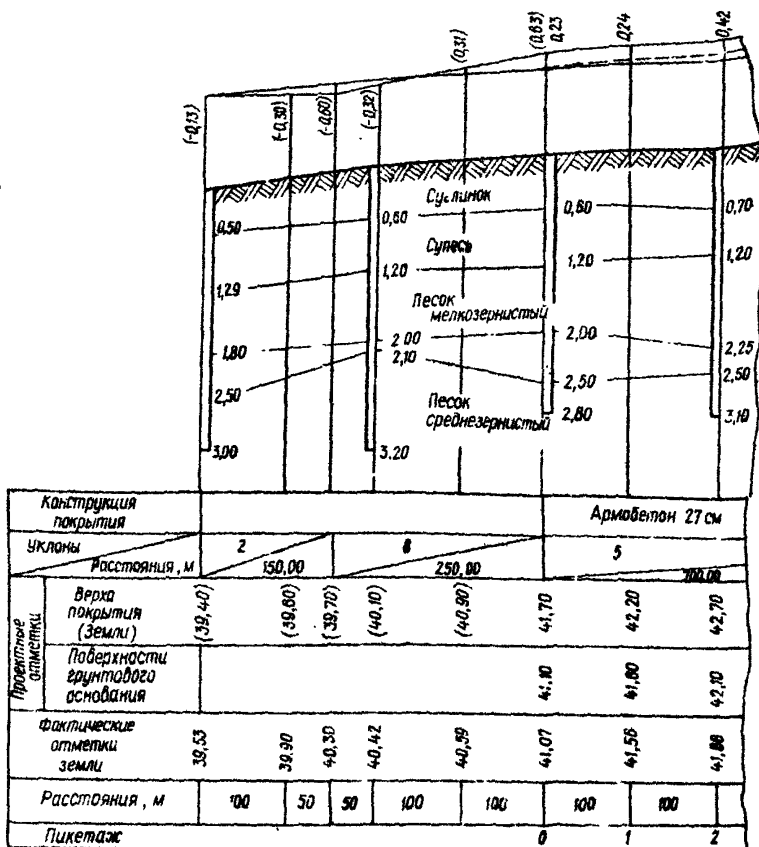 (-0,13)
(-0,30)
(-0,60)
(-0,32)
(0,31)
(0,63)
0,23
0,24
0,42
Суглинок
0,50
0,60
0,60
0,70
Супесь
1,29
1,20
1,20
1,20
Песок
мелкозернистый
1,80
2,00
2,00
2,25
2,50
2,10
2,50
2,50
Песок
среднезернистый
3,00
3.20
2,80
3,10
Конструкция
покрытия
Армобетон 27 см
Уклоны
Расстояния, м
2
150,00
8
250,00
5
700,00
Проектные
отметки
Верха
покрытия
(Земли)
(39,40)
(39,60)
(39,70)
(40,10)
(40,90)
41,70
42,20
42,70
Поверхности
грунтового
основания
41,10
41,80
42,10
Фактические
отметки
земли
39,53
39,90
40,30
40,42
40,59
41,07
41,56
41,88
Расстояния, м
100
50
50
100
100
100
100
Пикетаж
0
1
2